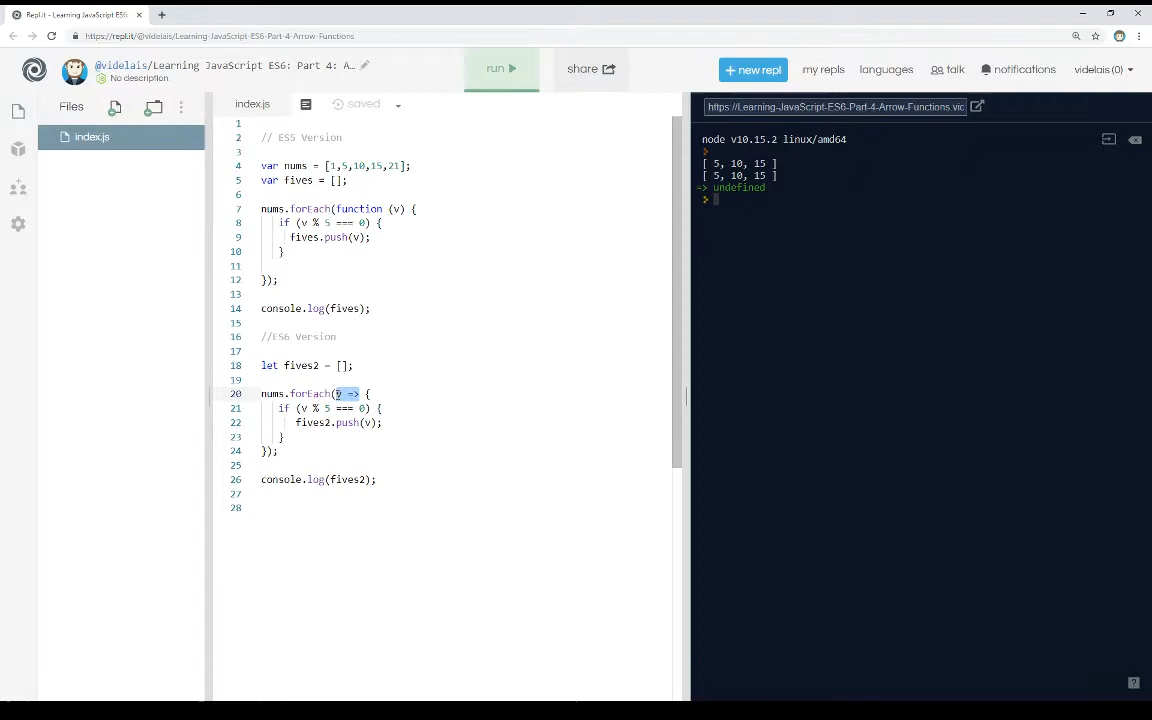 Repl.it - Learning JavaScript ES6
https://repl.it/@videlais/Learning-JavaScript-ES6-Part-4-Arrow-Functions
@videlais/Learning JavaScript ES6: Part 4: A...
No description.
run
share
+ new repl
my repls
languages
talk
notifications
videlais (0)
Files
index.js
index.js
saved
https://Learning-JavaScript-ES6-Part-4-Arrow-Functions.vic
1
2 // ES5 Version
3
4 var nums = [1,5,10,15,21];
5 var fives = [];
6
7 nums.forEach(function (v) {
8 if (v % 5 === 0) {
9 fives.push(v);
10 }
11
12 });
13
14 console.log(fives);
15
16 //ES6 Version
17
18 let fives2 = [];
19
20 nums.forEach(v => {
21 if (v % 5 === 0) {
22 fives2.push(v);
23 }
24 });
25
26 console.log(fives2);
27
28
node v10.15.2 linux/amd64
[ 5, 10, 15 ]
[ 5, 10, 15 ]
=> undefined
?